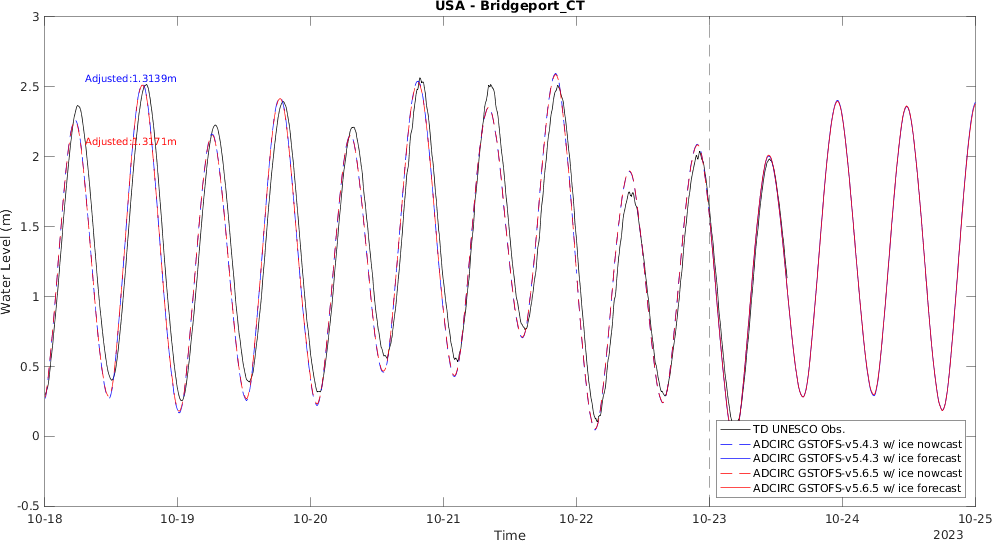 USA - Bridgeport_CT
3
2.5
2
1.5
1
0.5
0
-0.5
Water Level (m)
Adjusted:1.3139m
Adjusted:1.3171m
TD UNESCO Obs.
ADCIRC GSTOFS-v5.4.3 w/ ice nowcast
ADCIRC GSTOFS-v5.4.3 w/ ice forecast
ADCIRC GSTOFS-v5.6.5 w/ ice nowcast
ADCIRC GSTOFS-v5.6.5 w/ ice forecast
10-18 10-19 10-20 10-21 10-22 10-23 10-24 10-25
Time
2023